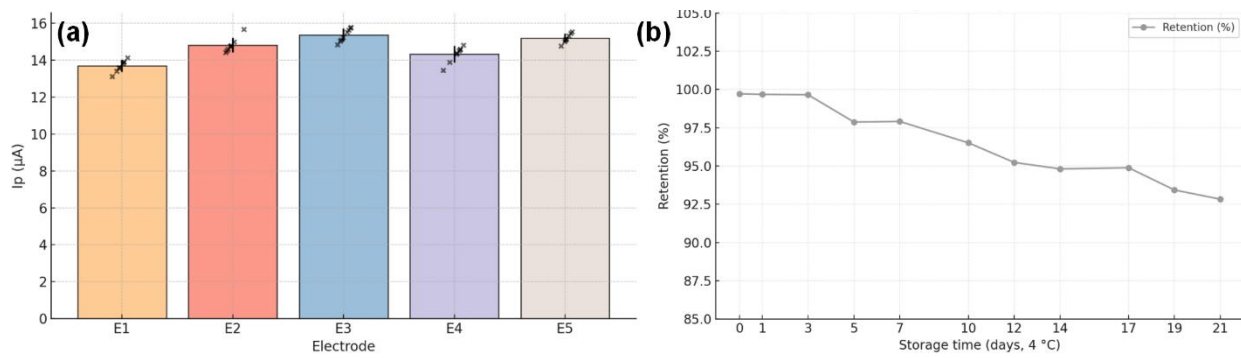 (a)
16
14
12
10
8
6
4
2
0
Ip (µA)
E1 E2 E3 E4 E5
Electrode
(b)
Retention (%)
105.0
102.5
100.0
97.5
95.0
92.5
90.0
87.5
85.0
Retention (%)
0 1 3 5 7 10 12 14 17 19 21
Storage time (days, 4 °C)